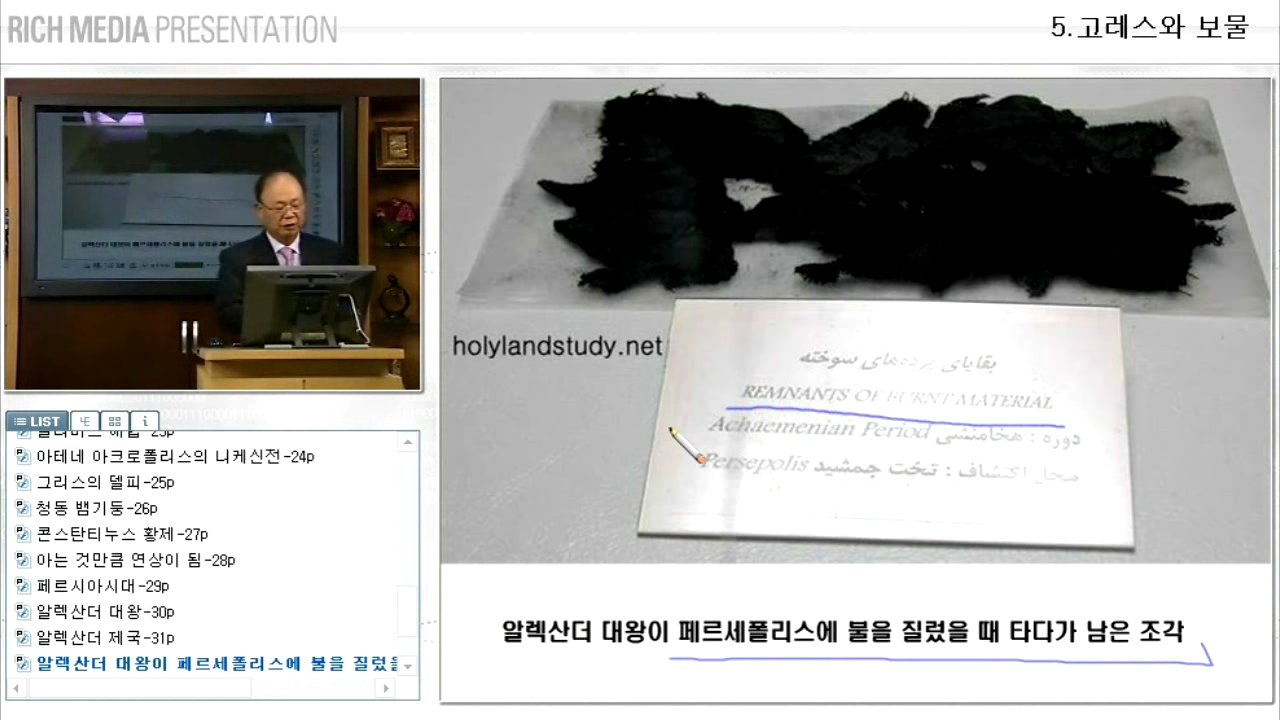 RICH MEDIA PRESENTATION
5.고레스와 보물
LIST
아테네 아크로폴리스의 니케신전-24p
그리스의 델피-25p
청동 뱀기둥-26p
콘스탄티누스 황제-27p
아는 것만큼 연상이 됨-28p
페르시아시대-29p
알렉산더 대왕-30p
알렉산더 제국-31p
알렉산더 대왕이 페르세폴리스에 불을 질렀을
holylandstudy.net
بقایای پرده‌های سوخته
REMNANTS OF BURNT MATERIAL
Achaemenian Period دوره : هخامنشی
Persepolis محل اکتشاف : تخت جمشید
알렉산더 대왕이 페르세폴리스에 불을 질렀을 때 타다가 남은 조각